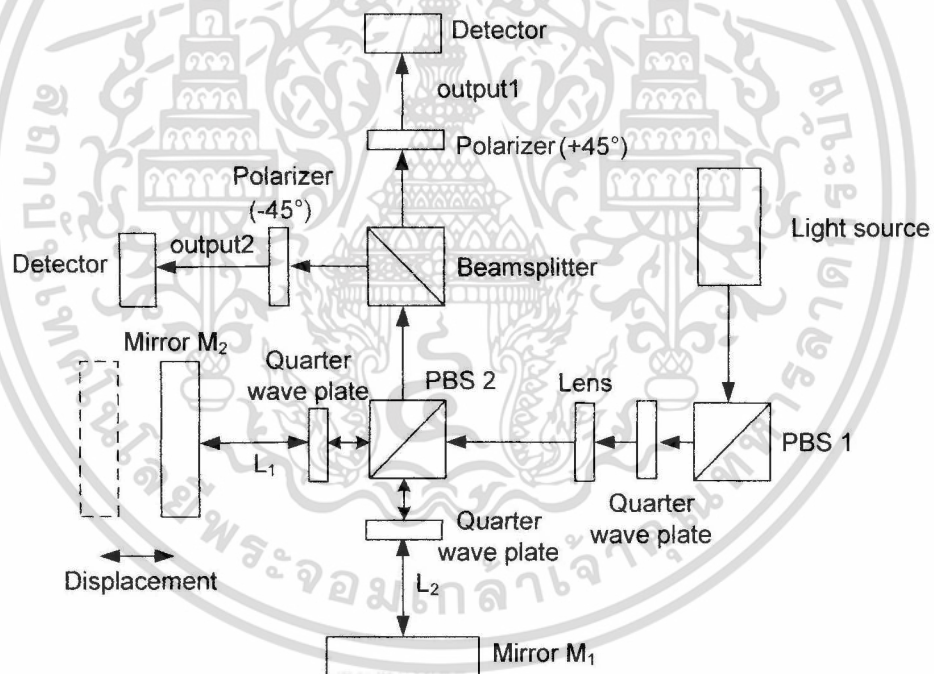 Detector
output1
Polarizer (+45°)
Polarizer
(-45°)
Light source
output2
Detector
Beamsplitter
Mirror M₂
Quarter
wave plate
PBS 2
Lens
PBS 1
L₁
Quarter
wave plate
Quarter
wave plate
Displacement
L₂
Mirror M₁